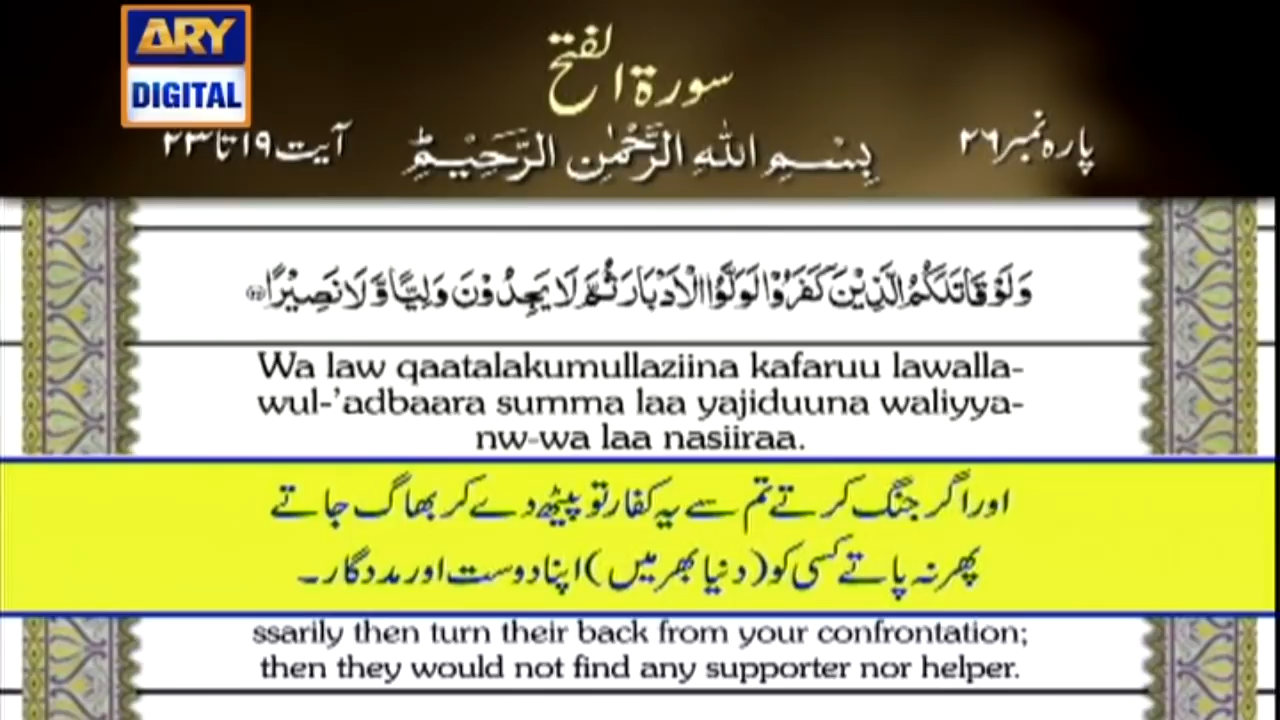 ARY
DIGITAL
سورۃ الفتح
پارہ نمبر ۲۶
بِسْمِ اللهِ الرَّحْمٰنِ الرَّحِيْمِ
آیت ۱۹ تا ۲۳
وَلَوْ قَاتَلَكُمُ الَّذِيْنَ كَفَرُوْا لَوَلَّوُا الْاَدْبَارَ ثُمَّ لَا يَجِدُوْنَ وَلِيًّا وَّلَا نَصِيْرًا
Wa law qaatalakumullaziina kafaruu lawalla-
wul-’adbaara summa laa yajiduuna waliyya-
nw-wa laa nasiiraa.
اور اگر جنگ کرتے تم سے یہ کفار تو پیٹھ دے کر بھاگ جاتے
پھر نہ پاتے کسی کو (دنیا بھر میں) اپنا دوست اور مددگار۔
ssarily then turn their back from your confrontation;
then they would not find any supporter nor helper.